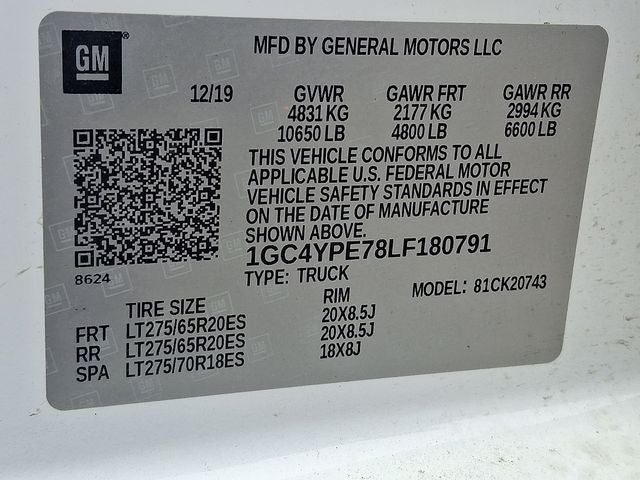 GM®
MFD BY GENERAL MOTORS LLC
12/19 GVWR GAWR FRT GAWR RR
4831 KG 2177 KG 2994 KG
10650 LB 4800 LB 6600 LB
THIS VEHICLE CONFORMS TO ALL
APPLICABLE U.S. FEDERAL MOTOR
VEHICLE SAFETY STANDARDS IN EFFECT
ON THE DATE OF MANUFACTURE
SHOWN ABOVE.
1GC4YPE78LF180791
8624
TYPE: TRUCK MODEL: 81CK20743
TIRE SIZE RIM
FRT LT275/65R20ES 20X8.5J
RR LT275/65R20ES 20X8.5J
SPA LT275/70R18ES 18X8J